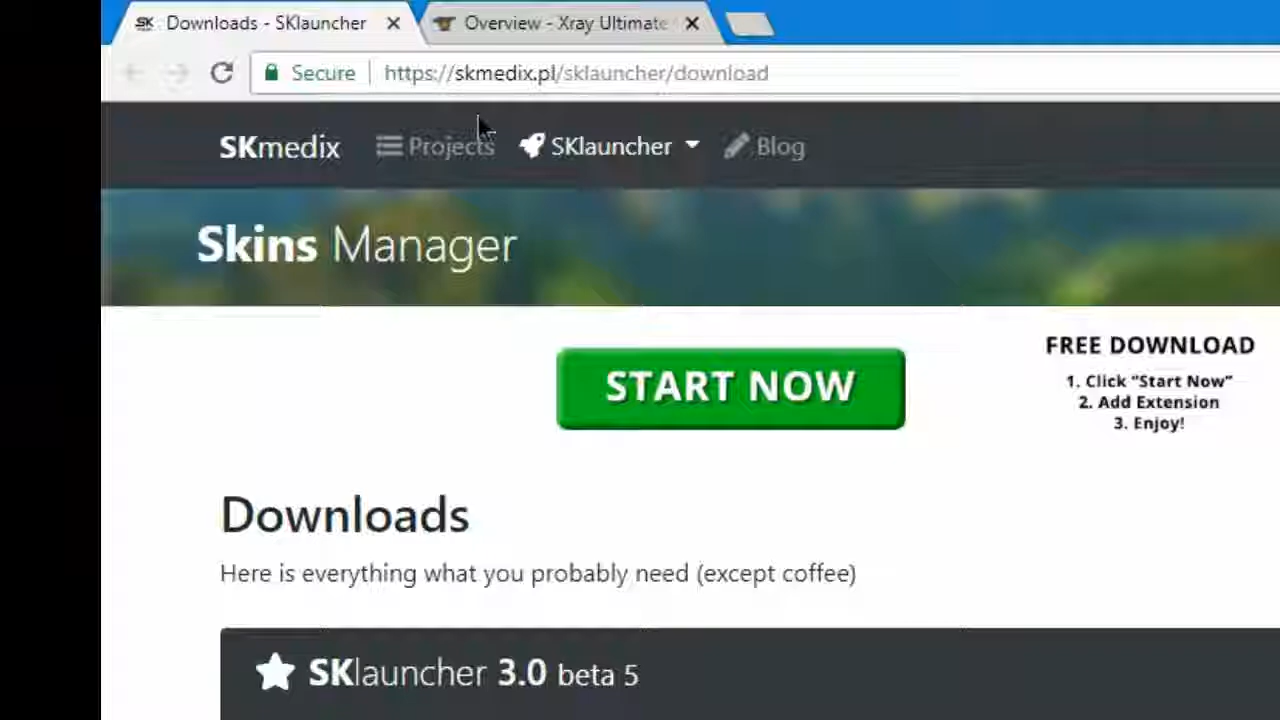 SK Downloads - SKlauncher
Overview - Xray Ultimate
Secure
https://skmedix.pl/sklauncher/download
SKmedix Projects SKlauncher Blog
Skins Manager
START NOW
FREE DOWNLOAD
1. Click "Start Now"
2. Add Extension
3. Enjoy!
Downloads
Here is everything what you probably need (except coffee)
SKlauncher 3.0 beta 5